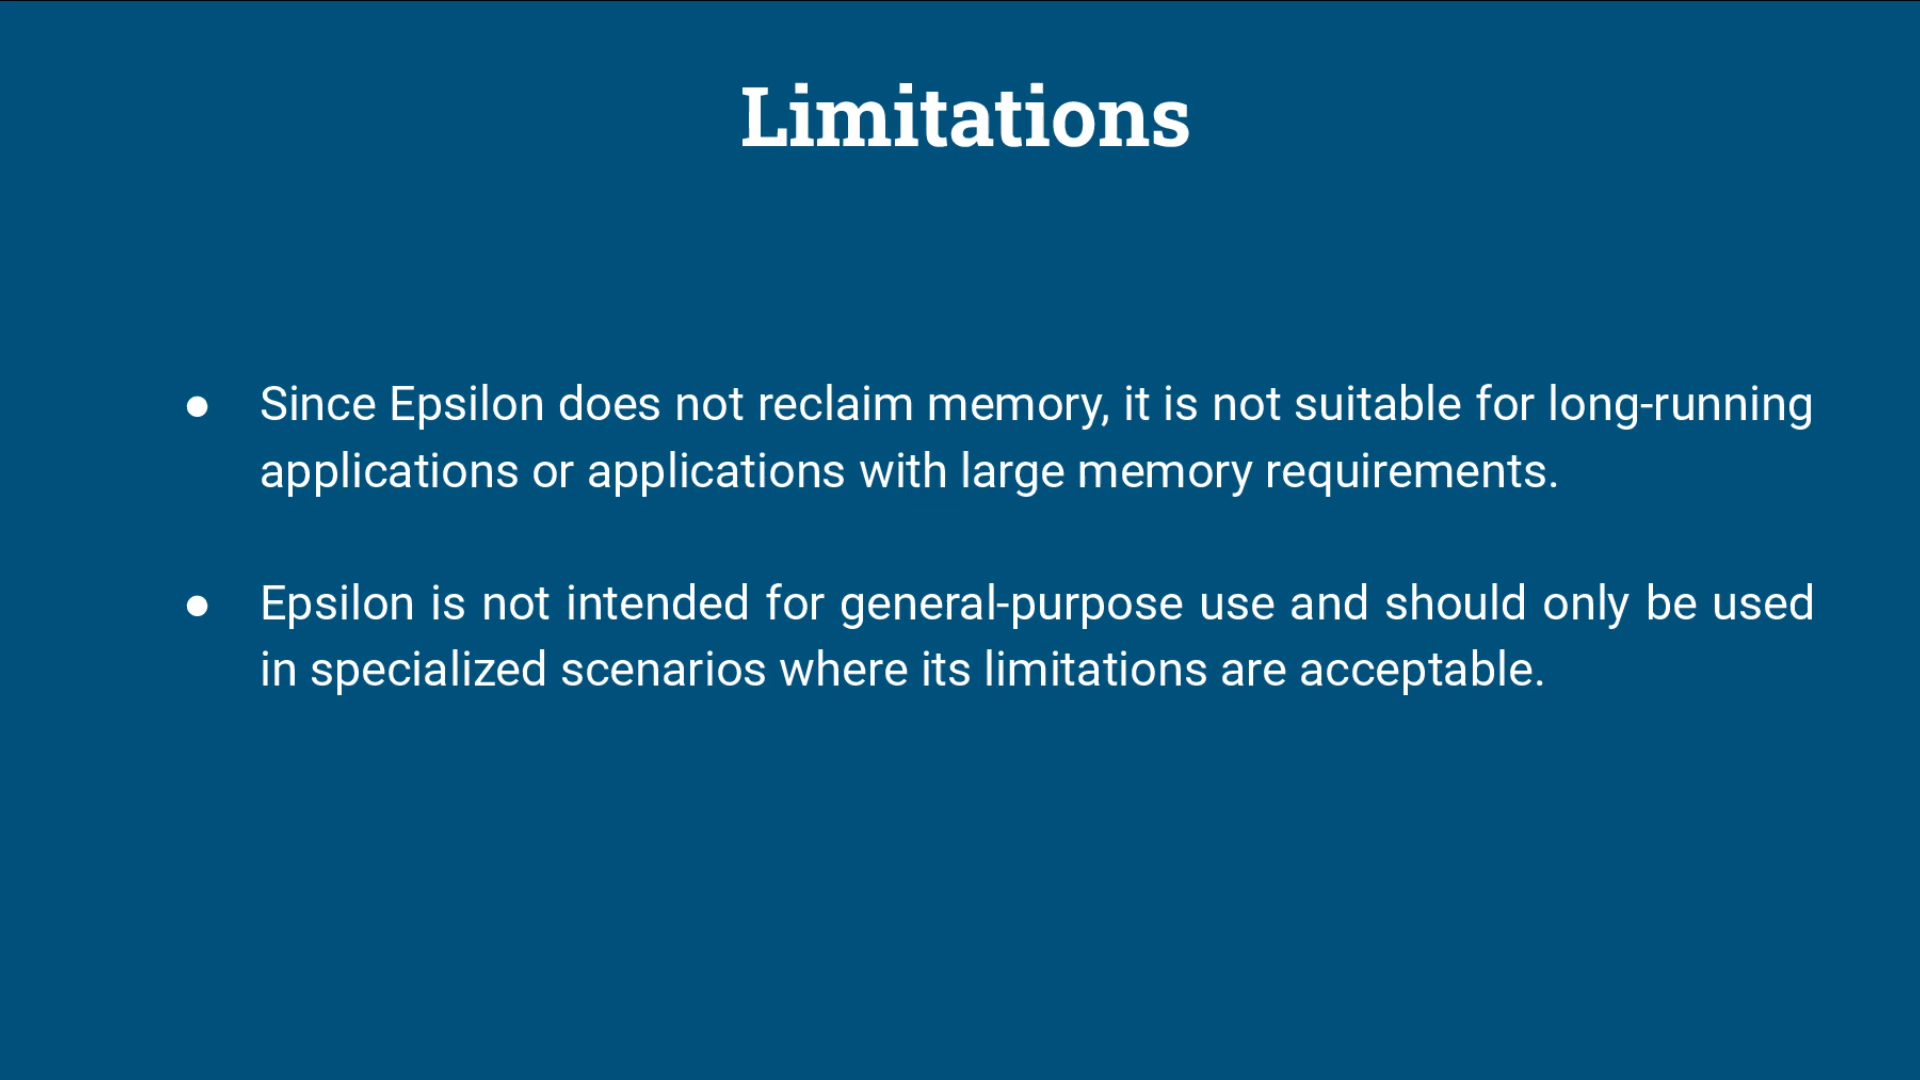 Limitations
● Since Epsilon does not reclaim memory, it is not suitable for long-running
applications or applications with large memory requirements.
● Epsilon is not intended for general-purpose use and should only be used
in specialized scenarios where its limitations are acceptable.